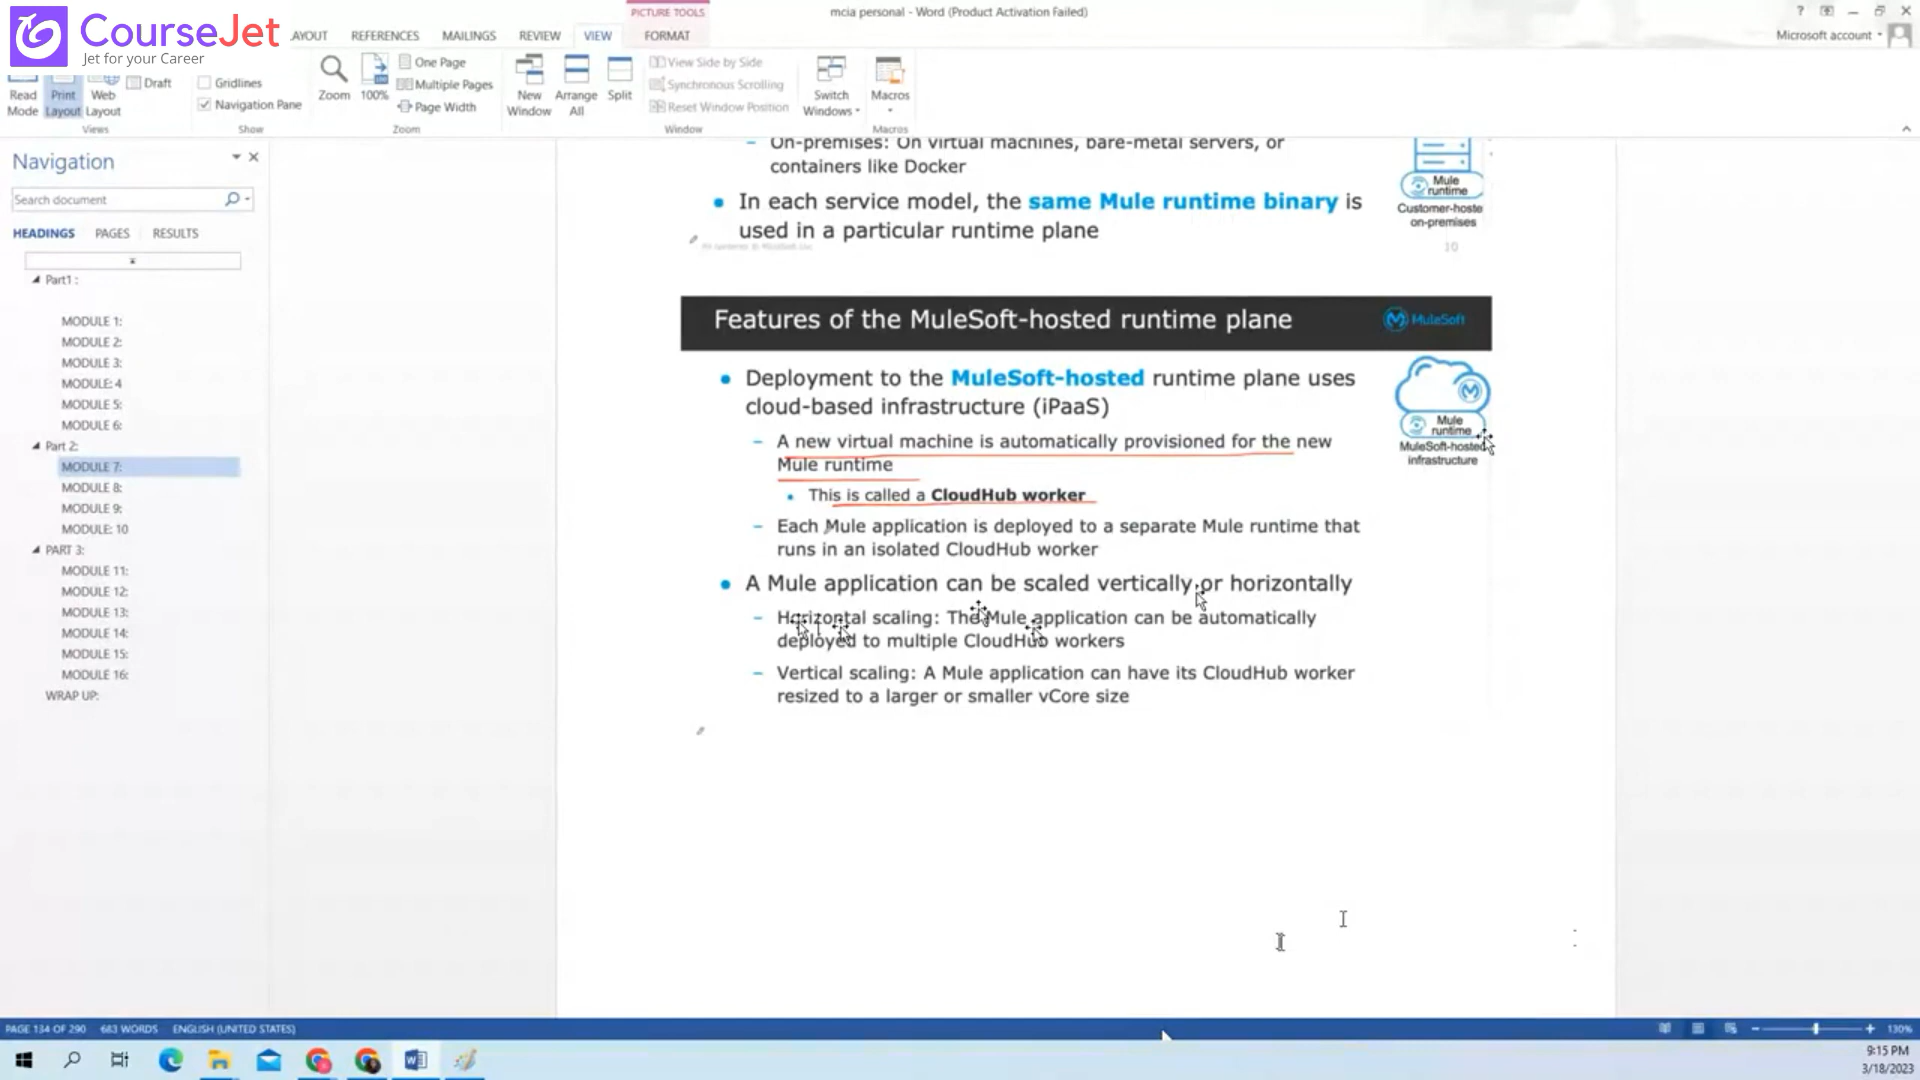 CourseJet
Jet for your Career
PICTURE TOOLS
mcia personal - Word (Product Activation Failed)
AYOUT REFERENCES MAILINGS REVIEW VIEW FORMAT
Microsoft account
Read Mode
Print Layout
Web Layout
Draft
Views
Gridlines
Navigation Pane
Show
Zoom
100%
One Page
Multiple Pages
Page Width
Zoom
New Window
Arrange All
Split
View Side by Side
Synchronous Scrolling
Reset Window Position
Window
Switch Windows
Macros
Macros
Navigation
Search document
HEADINGS PAGES RESULTS
Part1 :
MODULE 1:
MODULE 2:
MODULE 3:
MODULE: 4
MODULE 5:
MODULE 6:
Part 2:
MODULE 7:
MODULE 8:
MODULE 9:
MODULE: 10
PART 3:
MODULE 11:
MODULE 12:
MODULE 13:
MODULE 14:
MODULE 15:
MODULE 16:
WRAP UP:
– On-premises: On virtual machines, bare-metal servers, or
containers like Docker
• In each service model, the same Mule runtime binary is
used in a particular runtime plane
Mule
runtime
Customer-hoste
on-premises
10
Features of the MuleSoft-hosted runtime plane
MuleSoft
• Deployment to the MuleSoft-hosted runtime plane uses
cloud-based infrastructure (iPaaS)
– A new virtual machine is automatically provisioned for the new
Mule runtime
• This is called a CloudHub worker
– Each Mule application is deployed to a separate Mule runtime that
runs in an isolated CloudHub worker
• A Mule application can be scaled vertically or horizontally
– Horizontal scaling: The Mule application can be automatically
deployed to multiple CloudHub workers
– Vertical scaling: A Mule application can have its CloudHub worker
resized to a larger or smaller vCore size
Mule
runtime
MuleSoft-hosted
infrastructure
PAGE 134 OF 290 683 WORDS ENGLISH (UNITED STATES)
130%
9:15 PM
3/18/2023